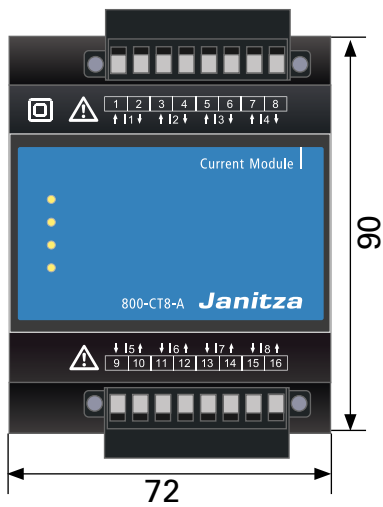 1 2 3 4 5 6 7 8
I1 I2 I3 I4
Current Module
90
800-CT8-A Janitza
I5 I6 I7 I8
9 10 11 12 13 14 15 16
72